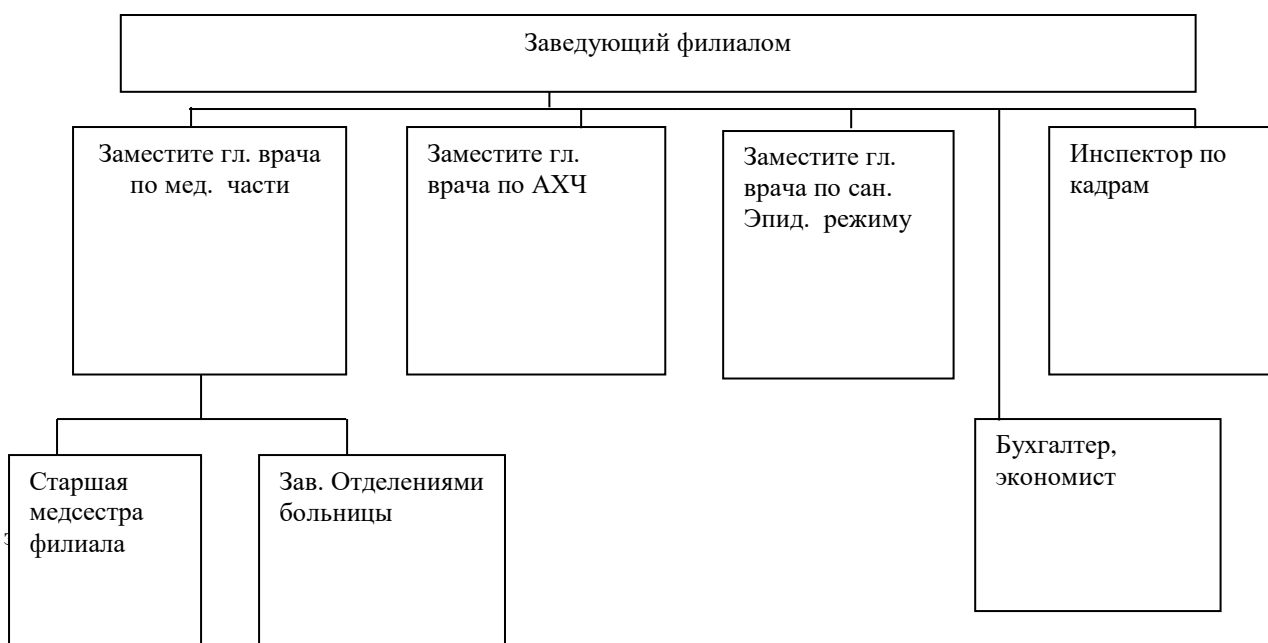 Заведующий филиалом
Заместите гл. врача
по мед. части
Заместите гл.
врача по АХЧ
Заместите гл.
врача по сан.
Эпид. режиму
Инспектор по
кадрам
Старшая
медсестра
филиала
Зав. Отделениями
больницы
Бухгалтер,
экономист